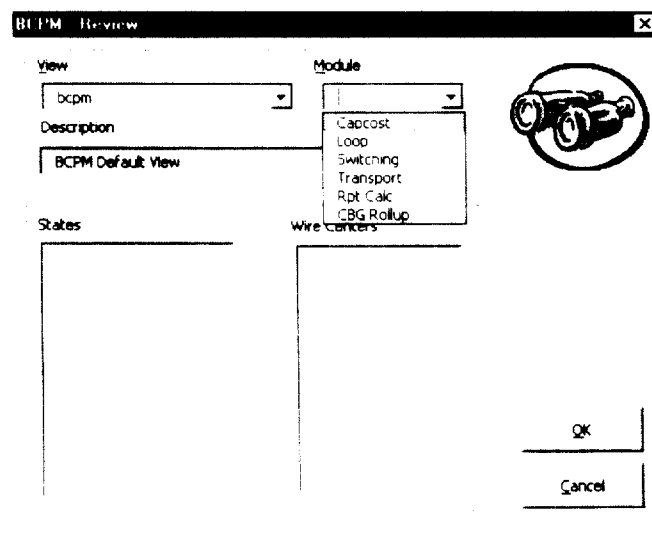 BCPM Review
View
Module
bcpm
Capcost
Loop
Switching
Transport
Rpt Calc
CBG Rollup
Description
BCPM Default View
States
Wire Centers
OK
Cancel